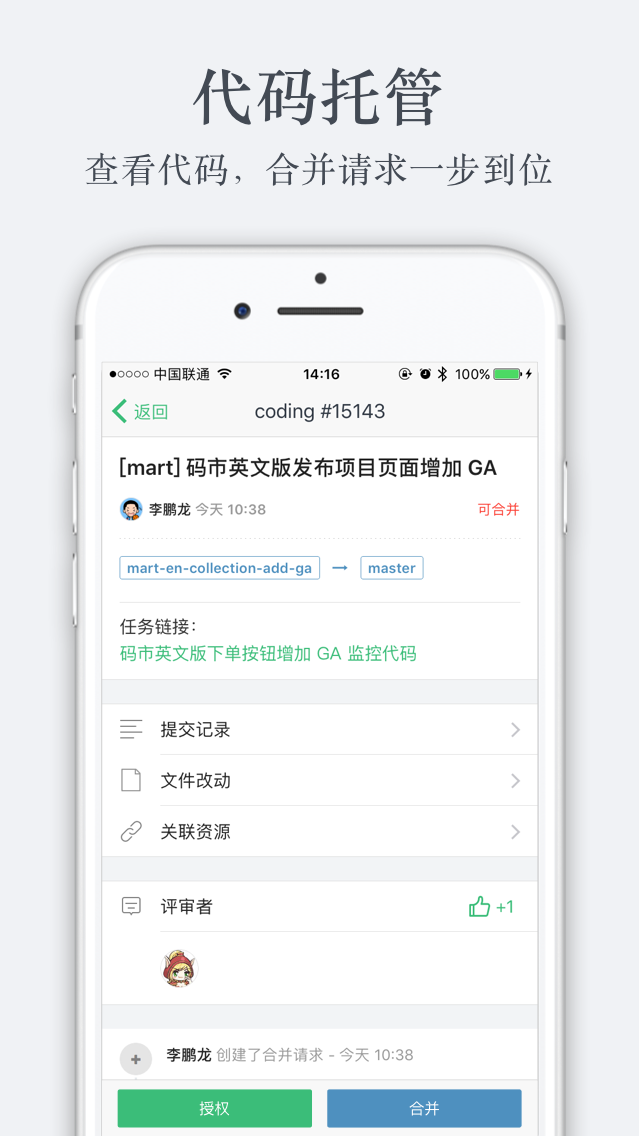 代码托管
查看代码，合并请求一步到位
中国联通 14:16 100%
返回 coding #15143
[mart] 码市英文版发布项目页面增加 GA
李鹏龙 今天 10:38 可合并
mart-en-collection-add-ga → master
任务链接：
码市英文版下单按钮增加 GA 监控代码
提交记录
文件改动
关联资源
评审者 +1
李鹏龙 创建了合并请求 - 今天 10:38
授权 合并